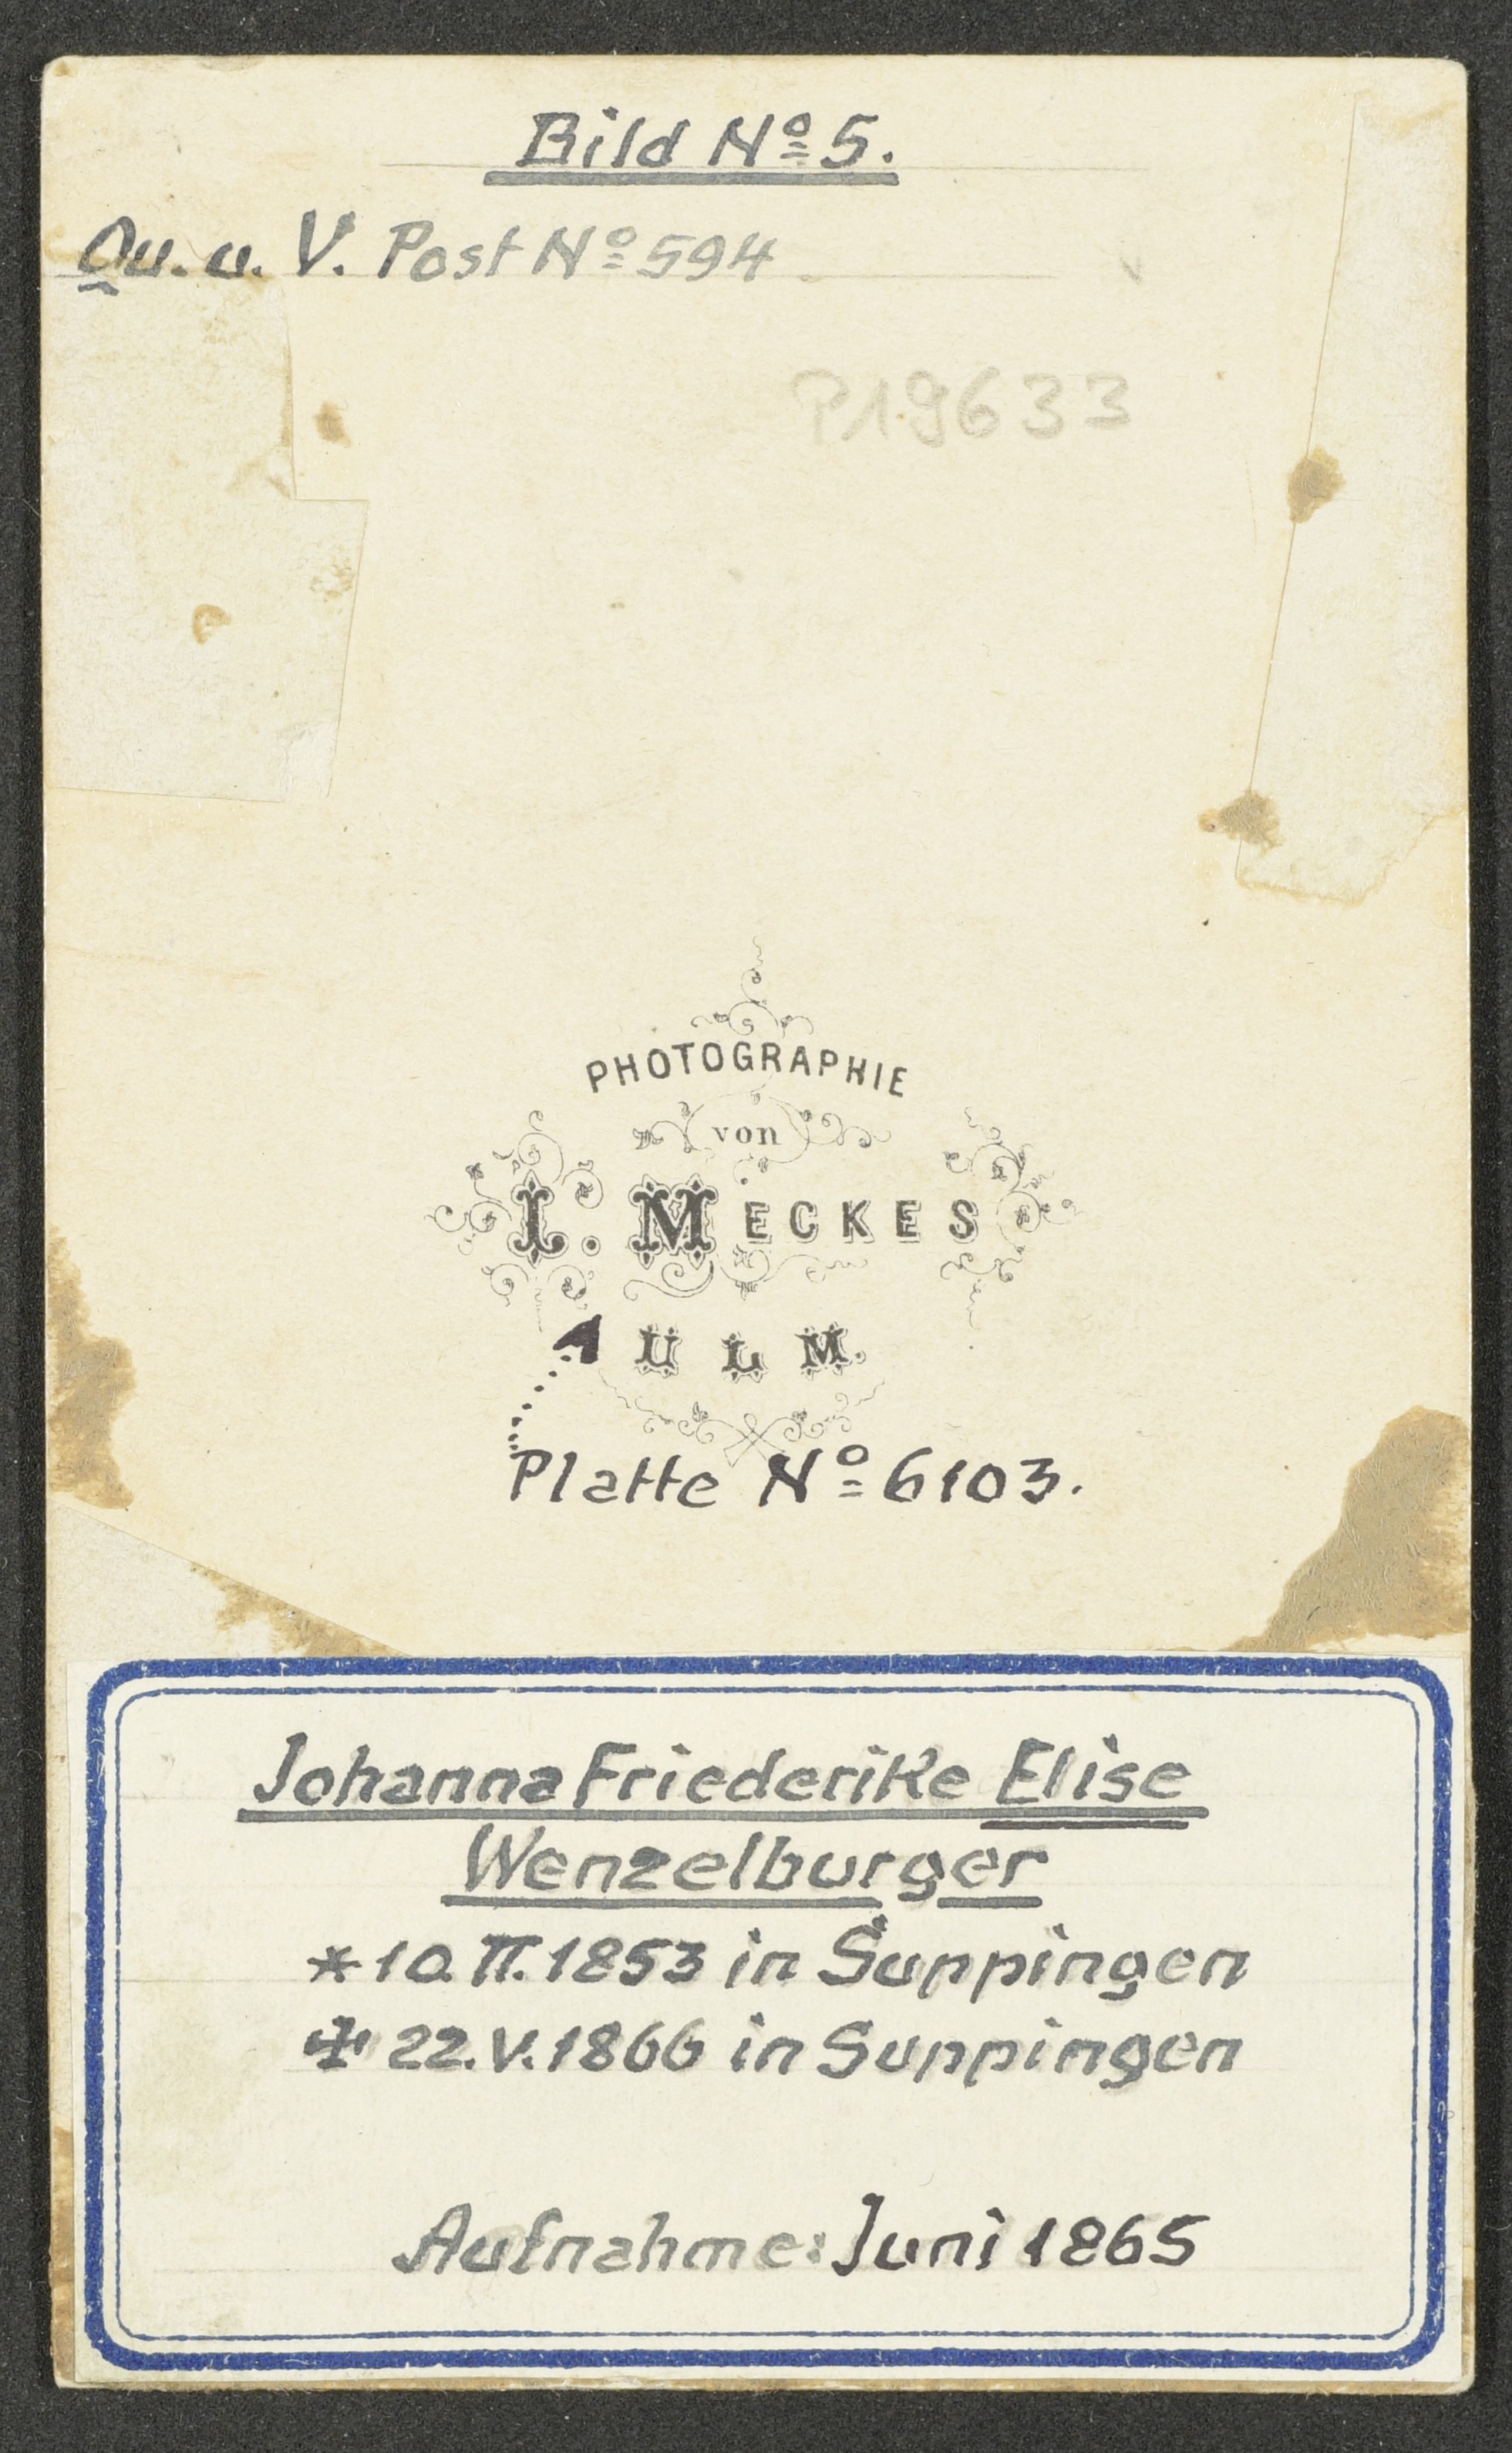 Bild No 5.
Qu. u. V. Post No 594
P19633
PHOTOGRAPHIE
von
I. MECKES
ULM.
Platte No 6103.
Johanna Friederike Elise
Wenzelburger
* 10. II. 1853 in Suppingen
✠ 22. V. 1866 in Suppingen
Aufnahme: Juni 1865